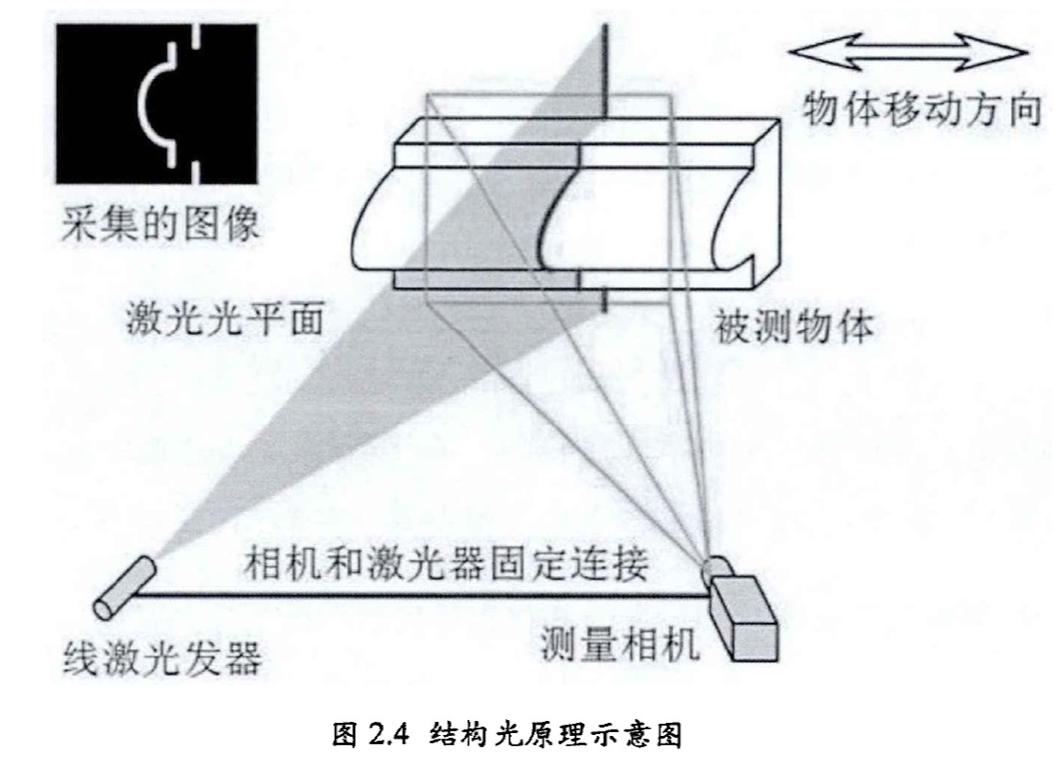 物体移动方向
采集的图像
激光光平面
被测物体
相机和激光器固定连接
线激光发器
测量相机
图 2.4 结构光原理示意图